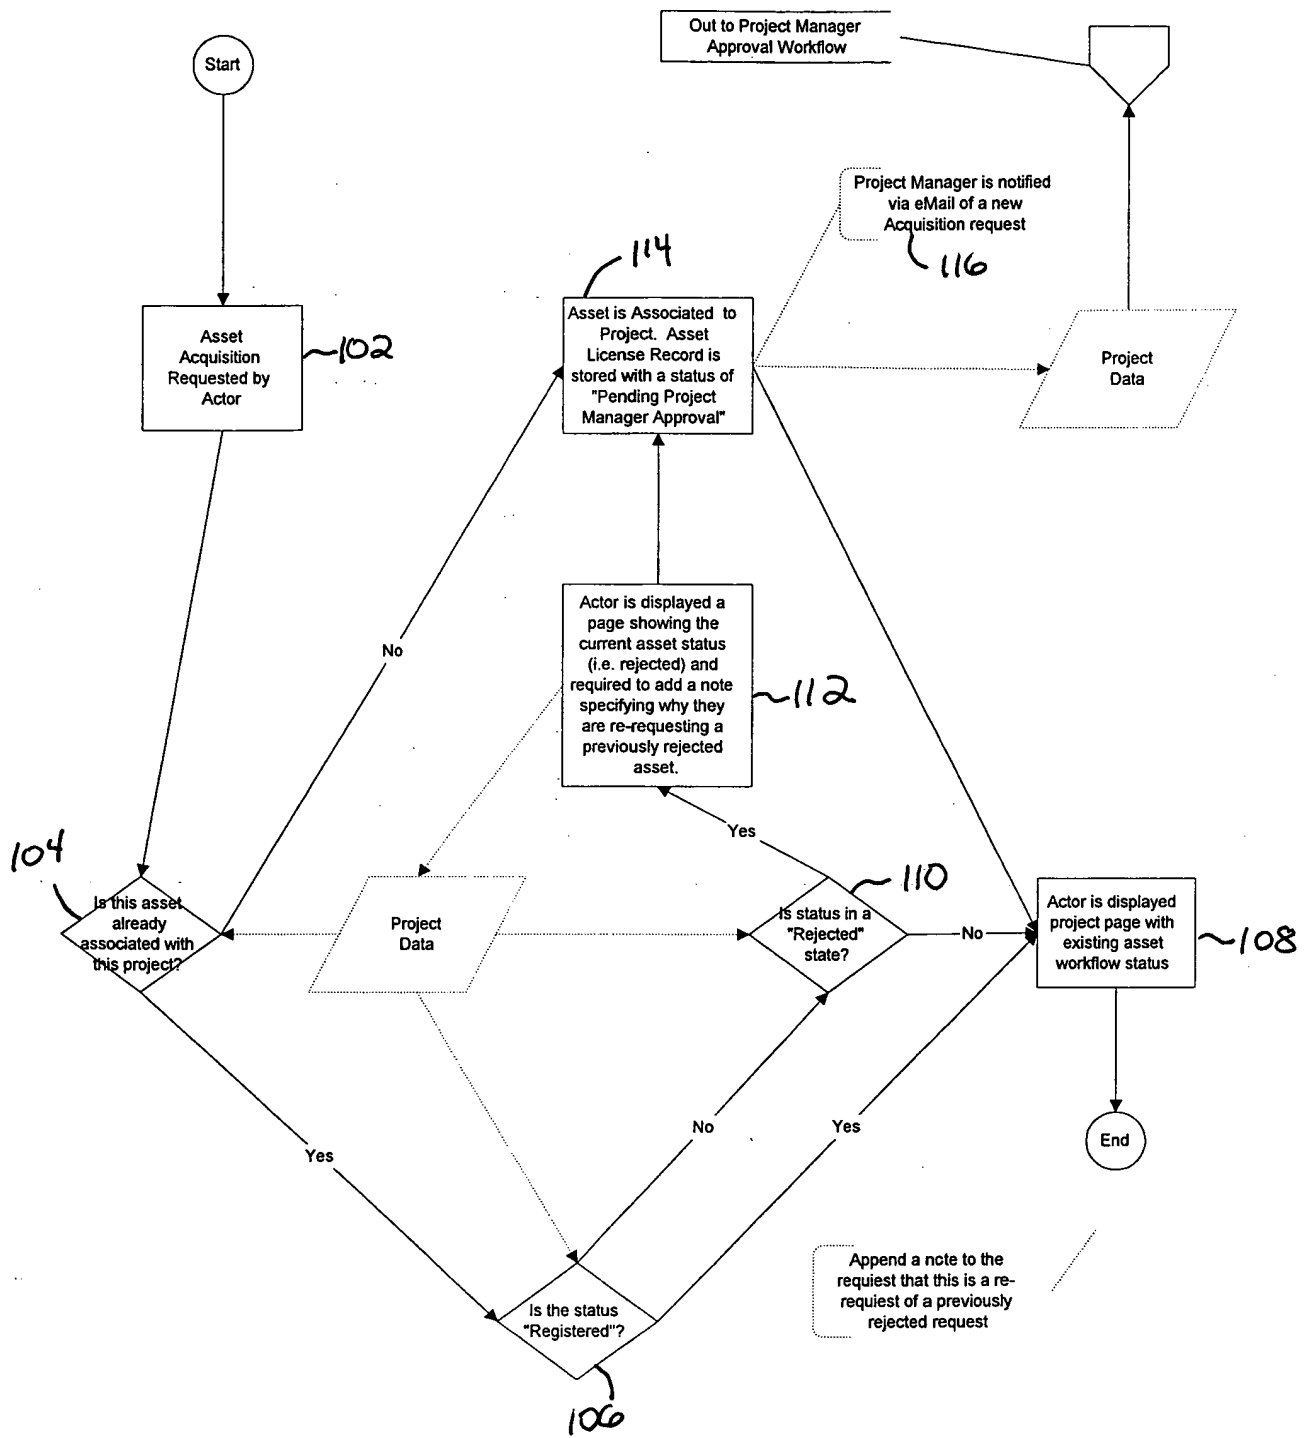 Out to Project Manager
Approval Workflow
Start
Project Manager is notified
via eMail of a new
Acquisition request
116
114
Asset is Associated to
Project. Asset
License Record is
stored with a status of
"Pending Project
Manager Approval"
Asset
Acquisition
Requested by
Actor
102
Project
Data
No
Actor is displayed a
page showing the
current asset status
(i.e. rejected) and
required to add a note
specifying why they
are re-requesting a
previously rejected
asset.
112
Yes
104
110
Is this asset
already
associated with
this project?
Project
Data
Is status in a
"Rejected"
state?
No
Actor is displayed
project page with
existing asset
workflow status
108
No
Yes
End
Yes
Append a note to the
requiest that this is a re-
requiest of a previously
rejected request
Is the status
"Registered"?
106